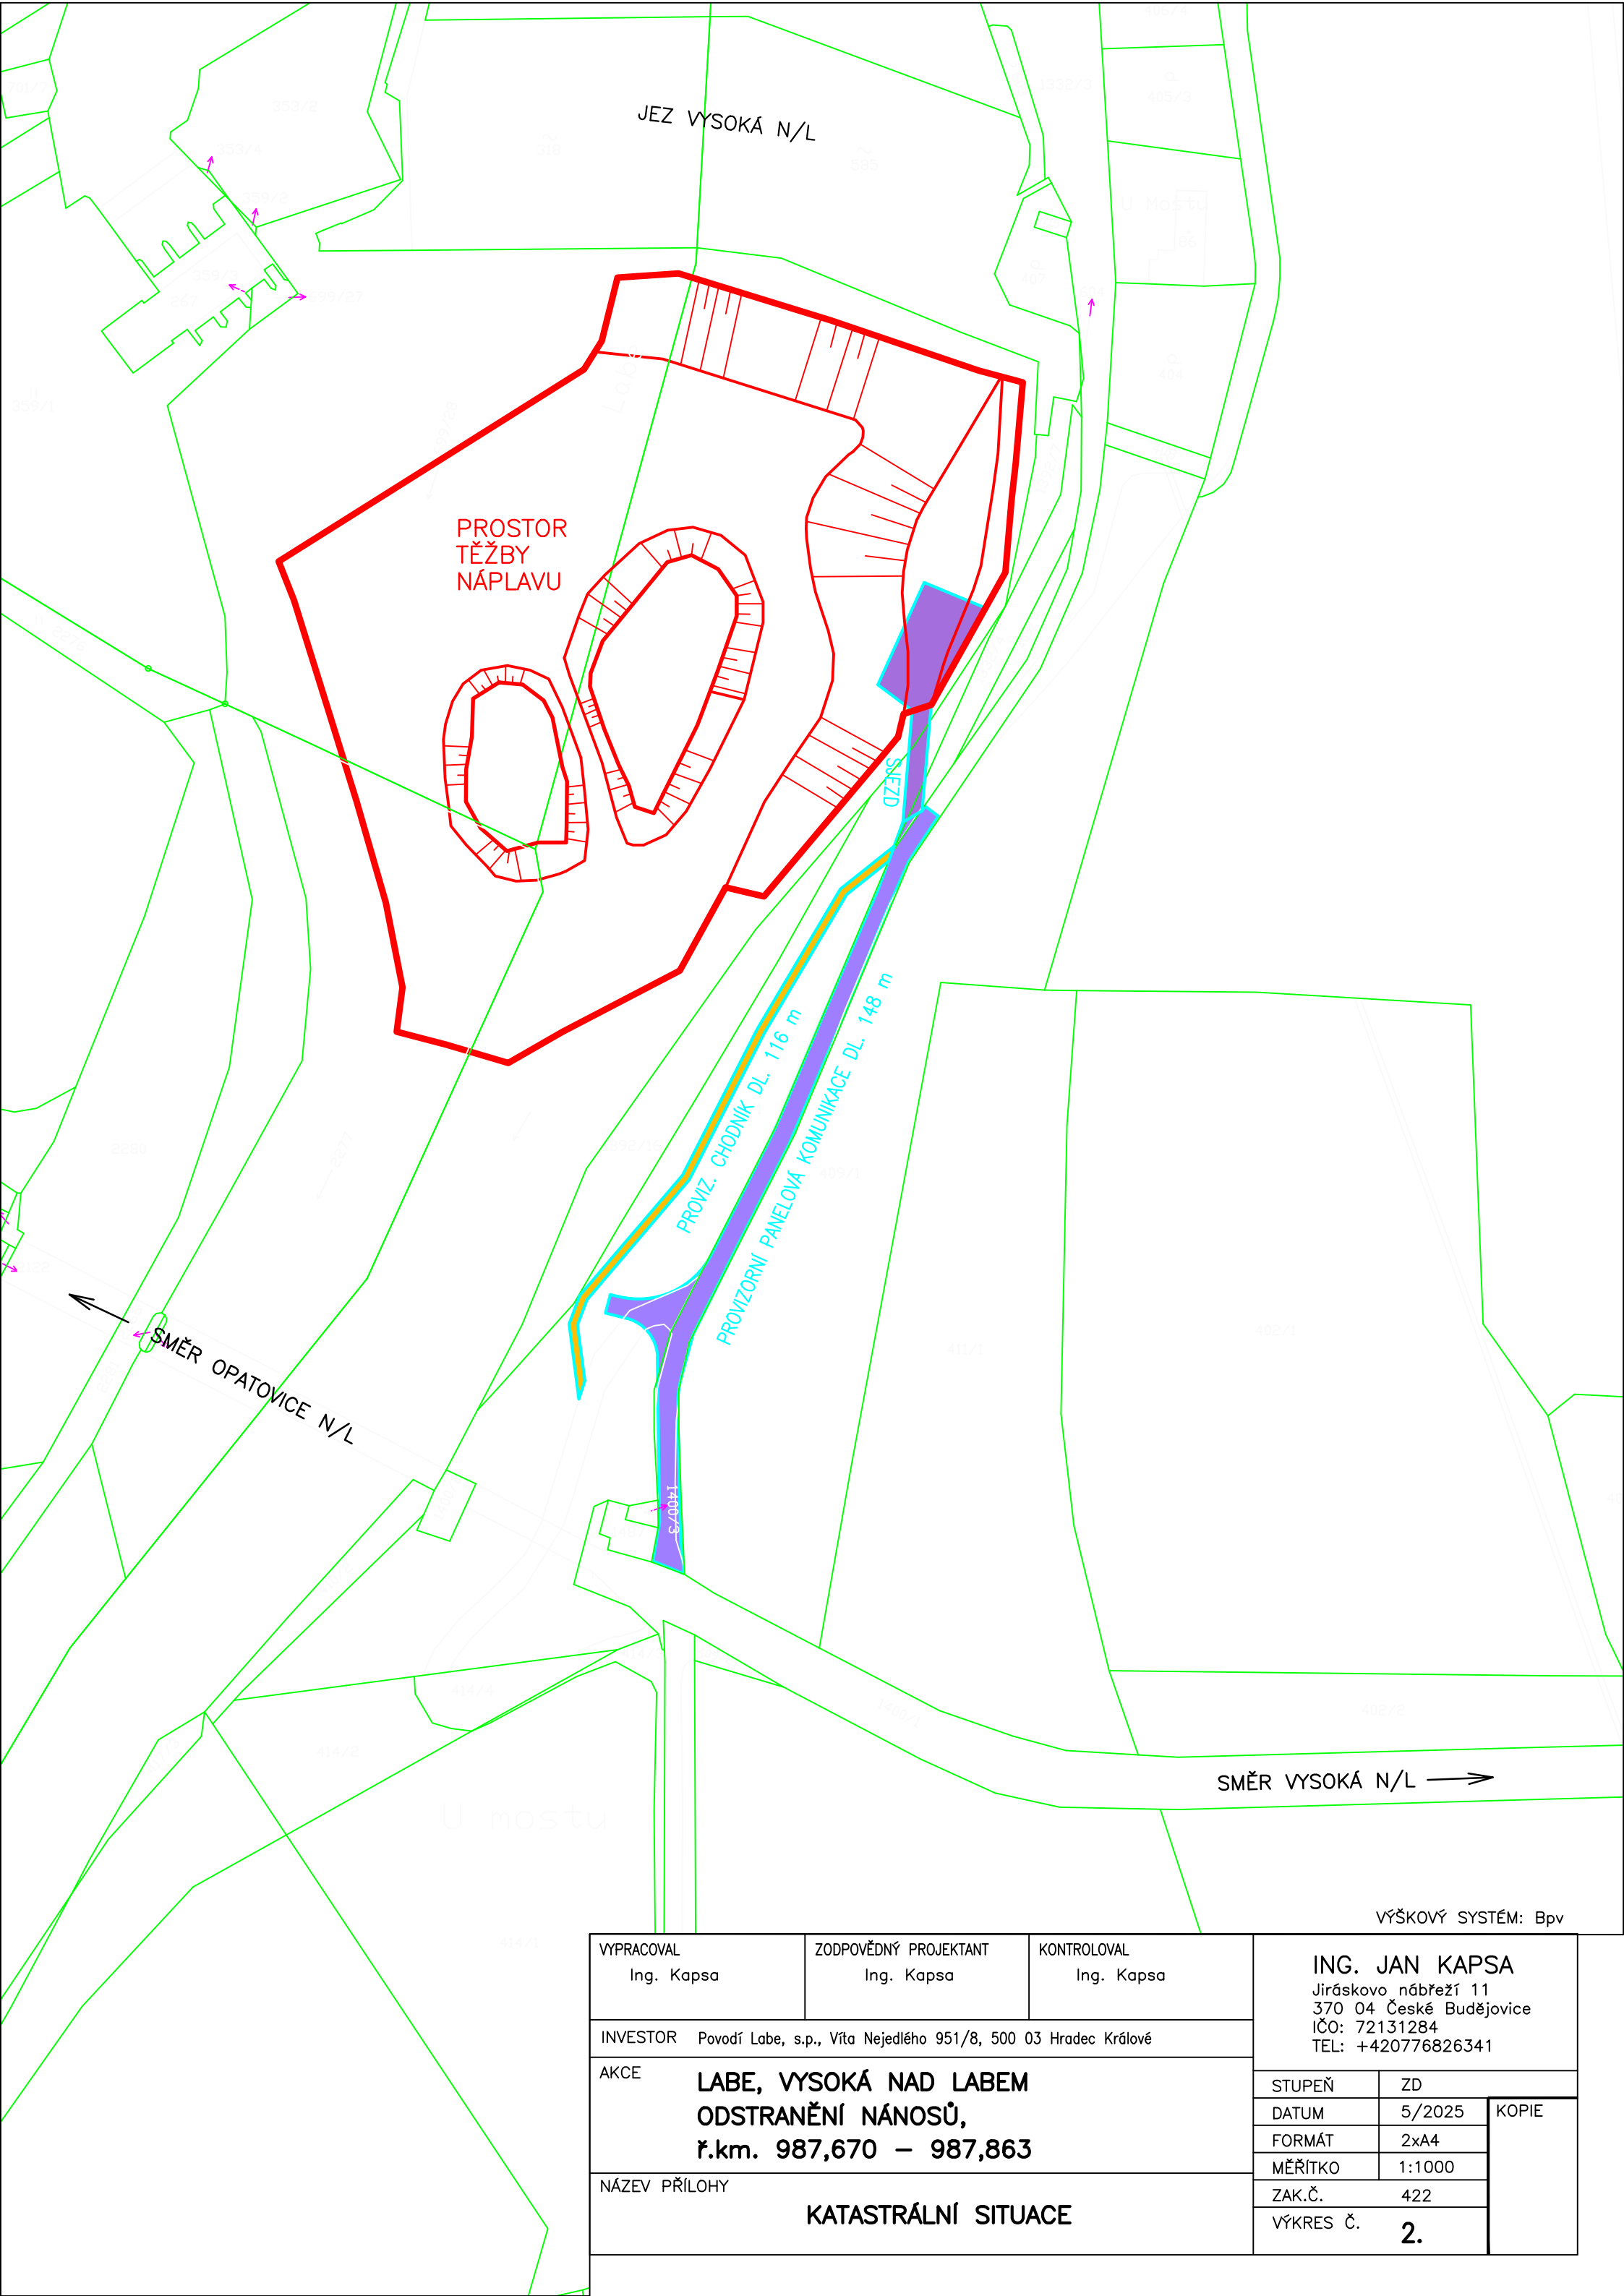 JEZ VYSOKÁ N/L
U Mostu
PROSTOR
TĚŽBY
NÁPLAVU
SJEZD
PROVIZ. CHODNÍK DL. 116 m
PROVIZORNÍ PANELOVÁ KOMUNIKACE DL. 148 m
SMĚR OPATOVICE N/L
1400/3
SMĚR VYSOKÁ N/L
U mostu
VÝŠKOVÝ SYSTÉM: Bpv
VYPRACOVAL
Ing. Kapsa
ZODPOVĚDNÝ PROJEKTANT
Ing. Kapsa
KONTROLOVAL
Ing. Kapsa
ING. JAN KAPSA
Jiráskovo nábřeží 11
370 04 České Budějovice
IČO: 72131284
TEL: +420776826341
INVESTOR Povodí Labe, s.p., Víta Nejedlého 951/8, 500 03 Hradec Králové
AKCE
LABE, VYSOKÁ NAD LABEM
ODSTRANĚNÍ NÁNOSŮ,
ř.km. 987,670 – 987,863
NÁZEV PŘÍLOHY
KATASTRÁLNÍ SITUACE
STUPEŇ ZD
DATUM 5/2025
KOPIE
FORMÁT 2xA4
MĚŘÍTKO 1:1000
ZAK.Č. 422
VÝKRES Č. 2.